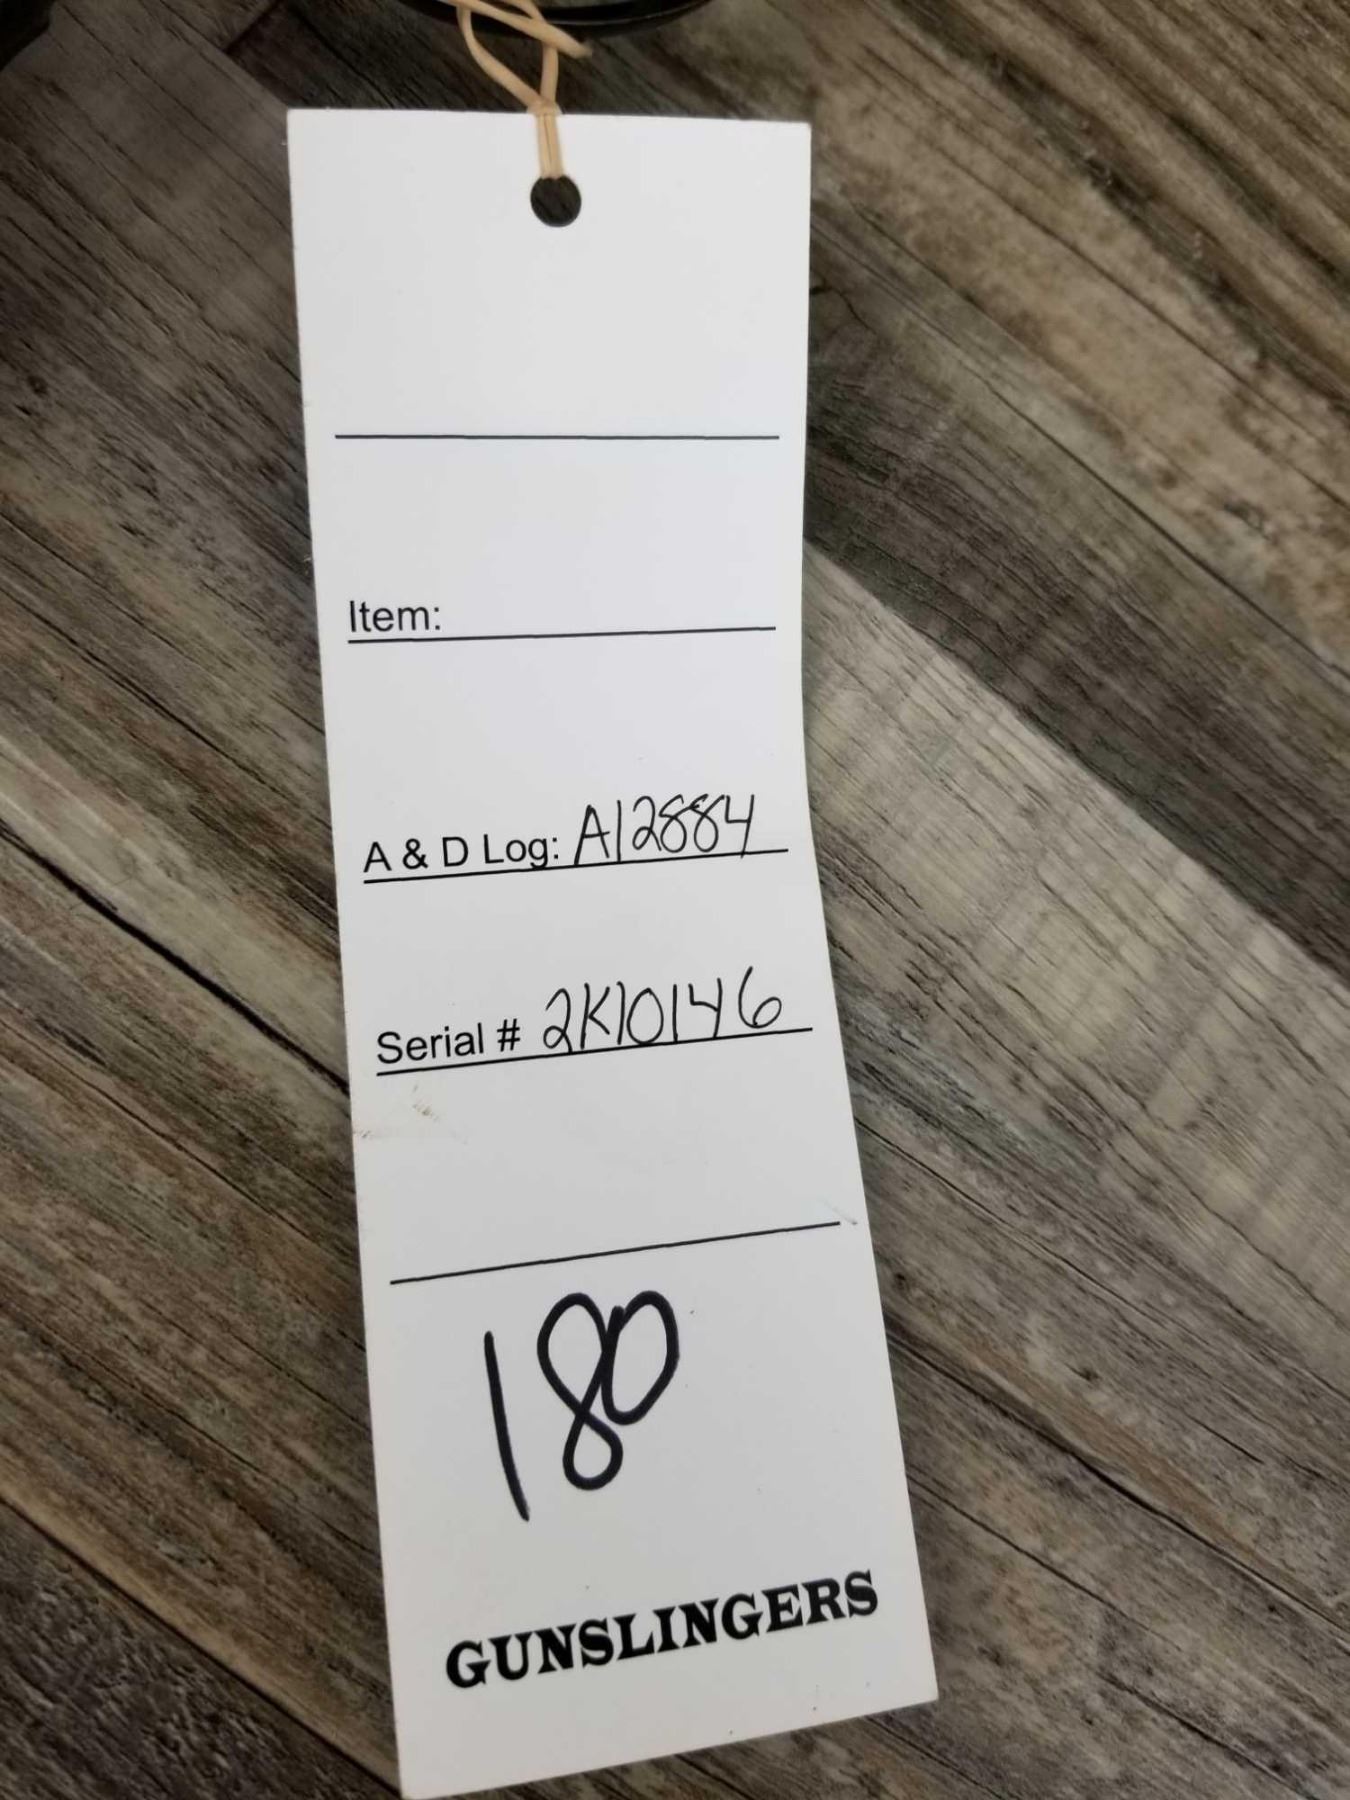 Item:
A & D Log: A12884
Serial # 2K10146
180
GUNSLINGERS